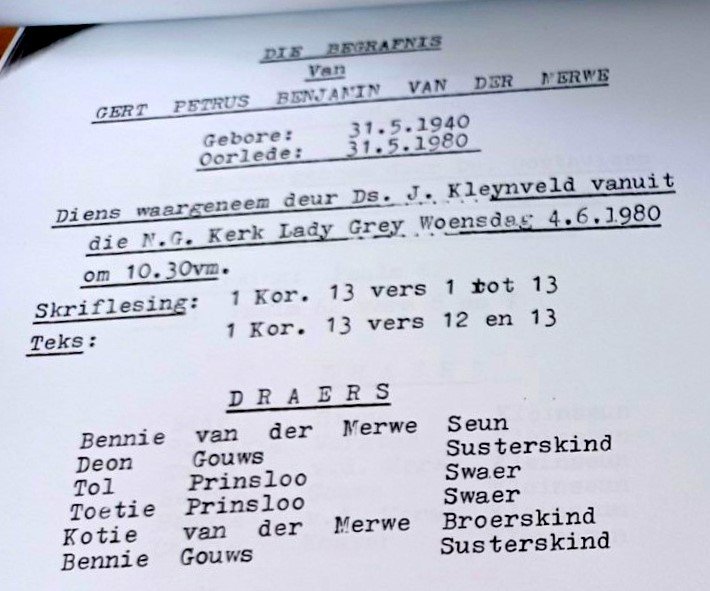 DIE BEGRAFNIS
Van
GERT PETRUS BENJAMIN VAN DER MERWE
Gebore: 31.5.1940
Oorlede: 31.5.1980
Diens waargeneem deur Ds. J. Kleynveld vanuit
die N.G. Kerk Lady Grey Woensdag 4.6.1980
om 10.30vm.
Skriflesing: 1 Kor. 13 vers 1 tot 13
Teks: 1 Kor. 13 vers 12 en 13
D R A E R S
Bennie van der Merwe Seun
Deon Gouws Susterskind
Tol Prinsloo Swaer
Toetie Prinsloo Swaer
Kotie van der Merwe Broerskind
Bennie Gouws Susterskind